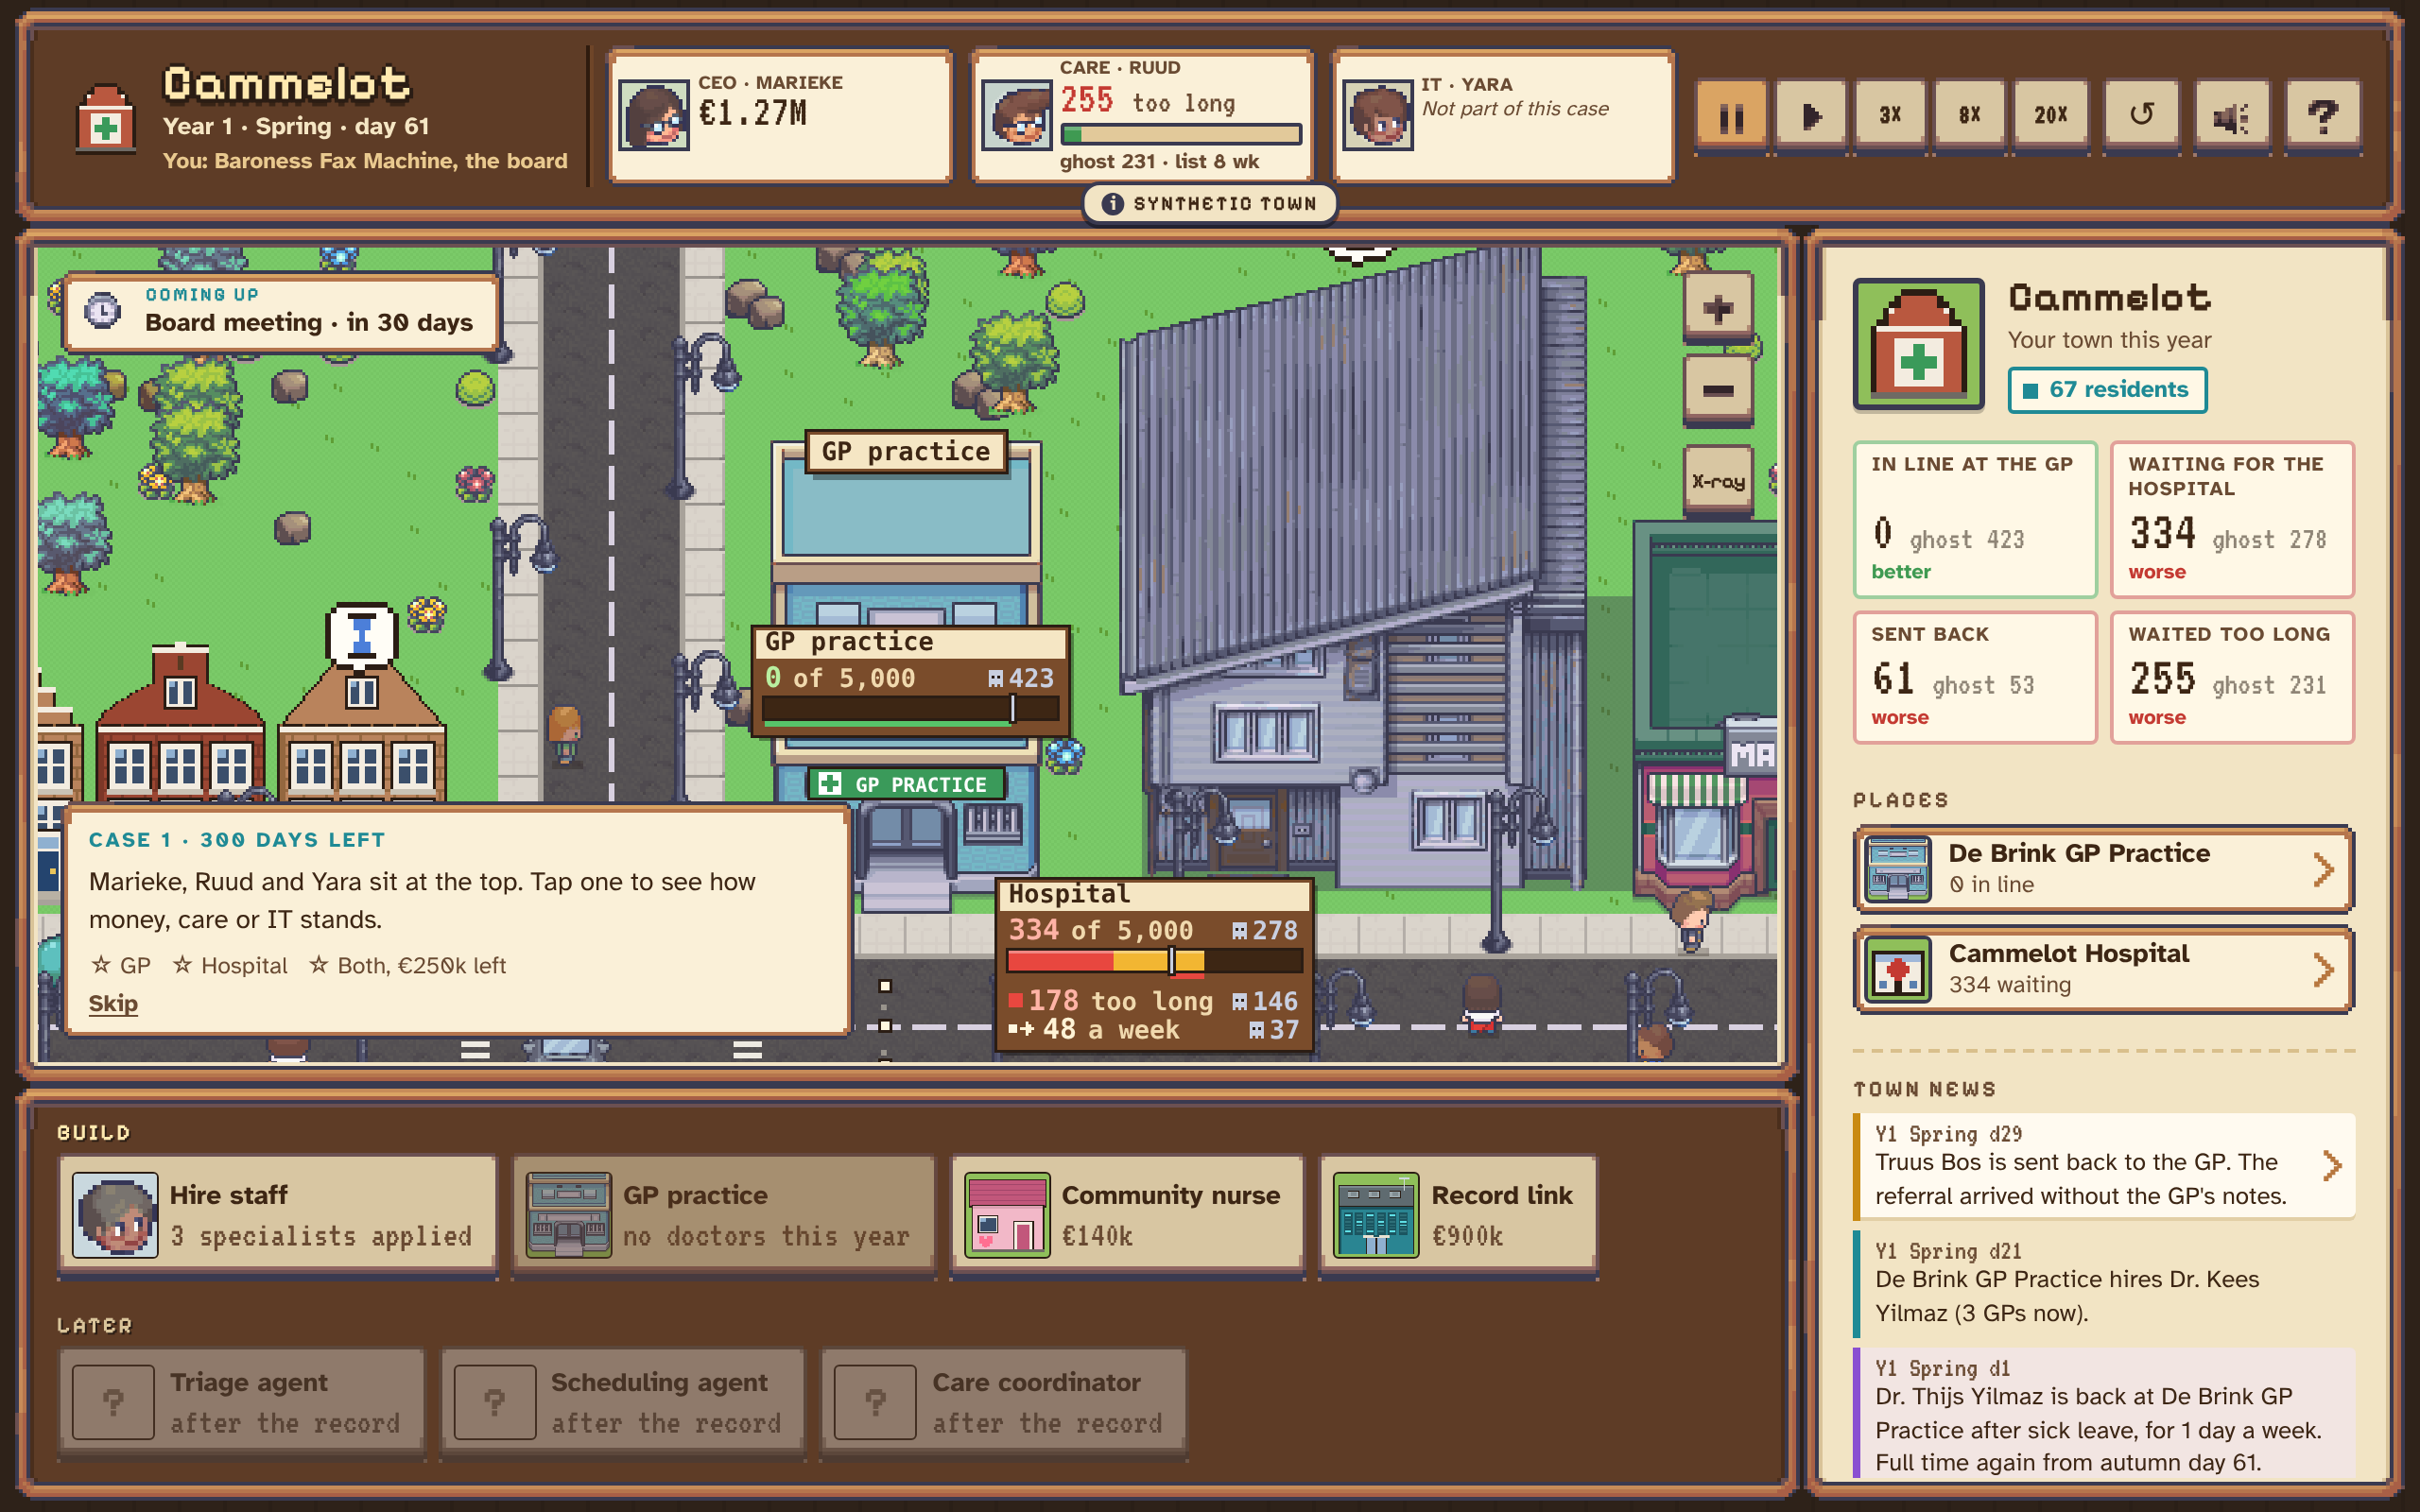 Cammelot
Year 1 · Spring · day 61
You: Baroness Fax Machine, the board
CEO · MARIEKE
€1.27M
CARE · RUUD
255 too long
ghost 231 · list 8 wk
IT · YARA
Not part of this case
3X
8X
20X
↺
?
i SYNTHETIC TOWN
COMING UP
Board meeting · in 30 days
+
−
X-ray
GP practice
GP practice
0 of 5,000 423
GP PRACTICE
MA
CASE 1 · 300 DAYS LEFT
Marieke, Ruud and Yara sit at the top. Tap one to see how
money, care or IT stands.
☆ GP ☆ Hospital ☆ Both, €250k left
Skip
Hospital
334 of 5,000 278
178 too long 146
48 a week 37
Cammelot
Your town this year
67 residents
IN LINE AT THE GP
0 ghost 423
better
WAITING FOR THE
HOSPITAL
334 ghost 278
worse
SENT BACK
61 ghost 53
worse
WAITED TOO LONG
255 ghost 231
worse
PLACES
De Brink GP Practice
0 in line
Cammelot Hospital
334 waiting
TOWN NEWS
Y1 Spring d29
Truus Bos is sent back to the GP. The
referral arrived without the GP's notes.
Y1 Spring d21
De Brink GP Practice hires Dr. Kees
Yilmaz (3 GPs now).
Y1 Spring d1
Dr. Thijs Yilmaz is back at De Brink GP
Practice after sick leave, for 1 day a week.
Full time again from autumn day 61.
BUILD
Hire staff
3 specialists applied
GP practice
no doctors this year
Community nurse
€140k
Record link
€900k
LATER
?
Triage agent
after the record
?
Scheduling agent
after the record
?
Care coordinator
after the record